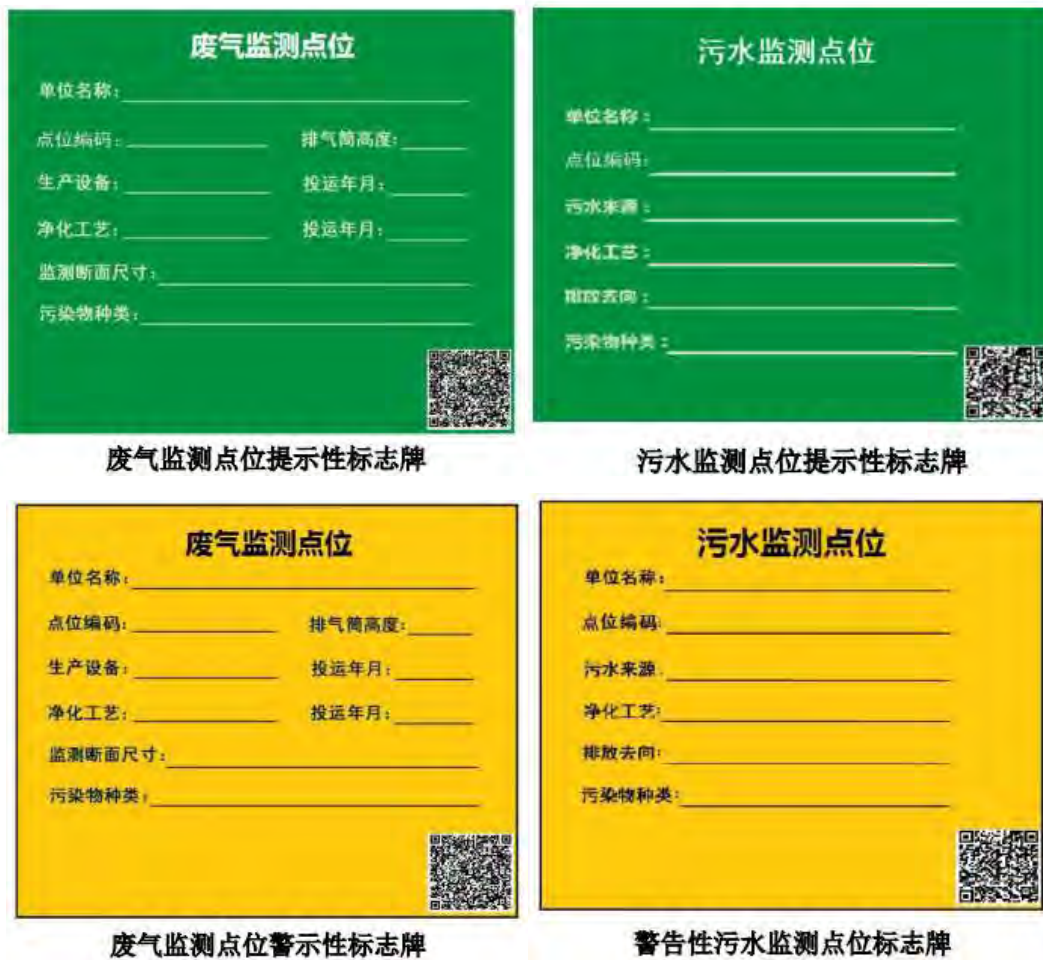 废气监测点位
单位名称：
点位编码： 排气筒高度：
生产设备： 投运年月：
净化工艺： 投运年月：
监测断面尺寸：
污染物种类：
废气监测点位提示性标志牌
污水监测点位
单位名称：
点位编码：
污水来源：
净化工艺：
排放去向：
污染物种类：
污水监测点位提示性标志牌
废气监测点位
单位名称：
点位编码： 排气筒高度：
生产设备： 投运年月：
净化工艺： 投运年月：
监测断面尺寸：
污染物种类：
废气监测点位警示性标志牌
污水监测点位
单位名称：
点位编码：
污水来源：
净化工艺：
排放去向：
污染物种类：
警告性污水监测点位标志牌